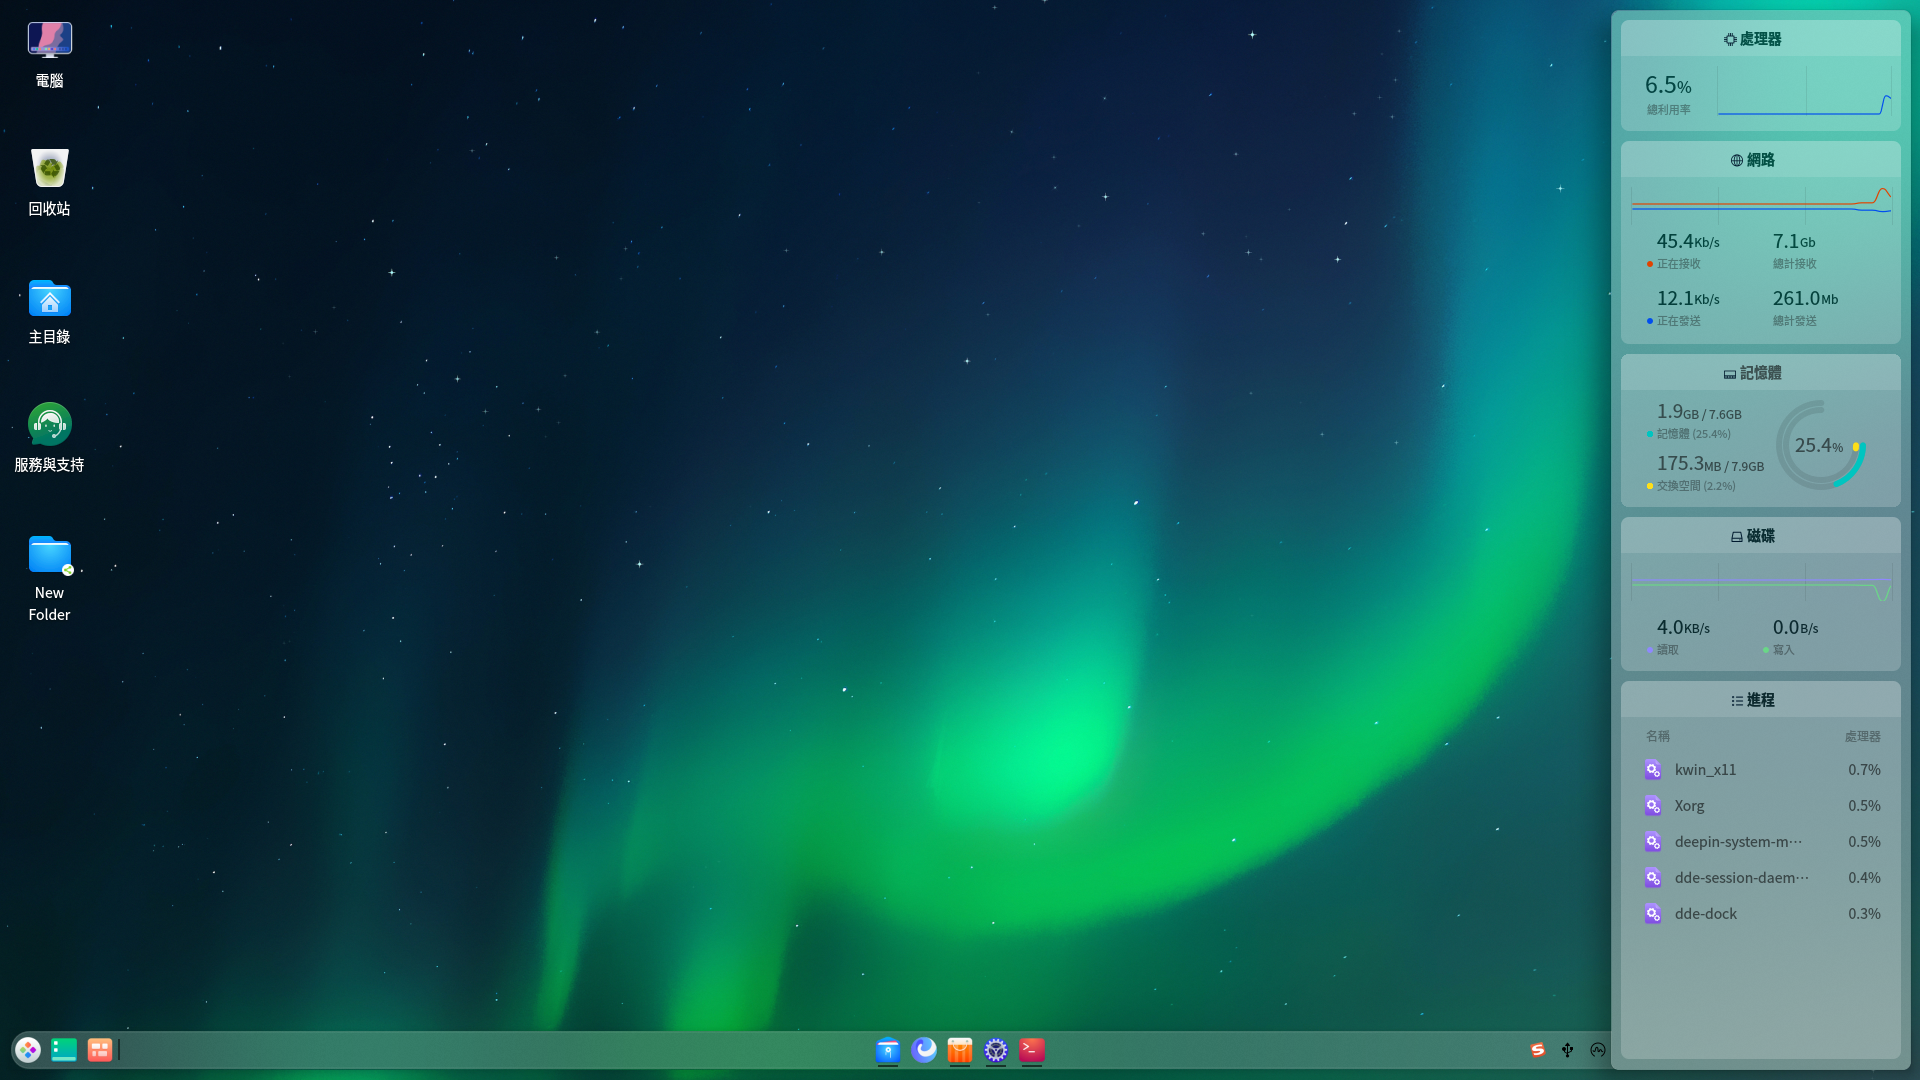 電腦
回收站
主目錄
服務與支持
New
Folder
處理器
6.5%
總利用率
網路
45.4Kb/s 7.1Gb
正在接收 總計接收
12.1Kb/s 261.0Mb
正在發送 總計發送
記憶體
1.9GB / 7.6GB
記憶體 (25.4%)
25.4%
175.3MB / 7.9GB
交換空間 (2.2%)
磁碟
4.0KB/s 0.0B/s
讀取 寫入
進程
名稱 處理器
kwin_x11 0.7%
Xorg 0.5%
deepin-system-m··· 0.5%
dde-session-daem··· 0.4%
dde-dock 0.3%